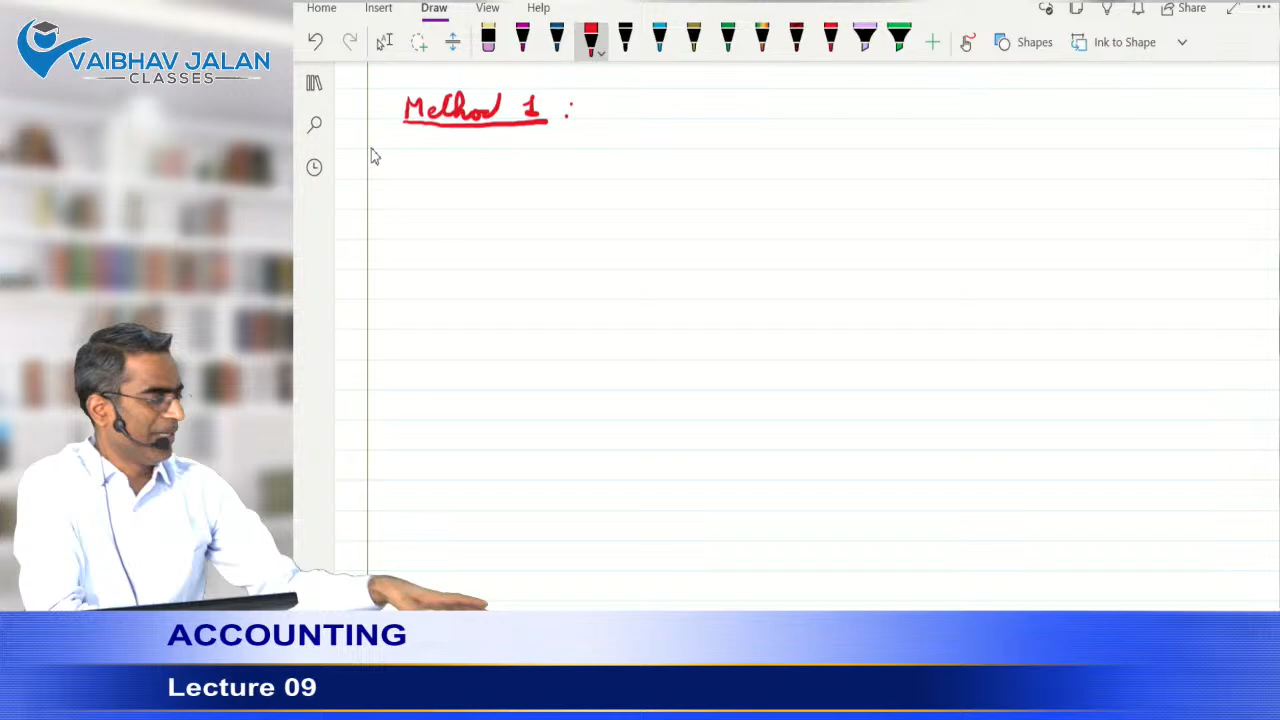 Home Insert Draw View Help Share
VAIBHAV JALAN
CLASSES
Shapes Ink to Shape
Method 1 :
ACCOUNTING
Lecture 09